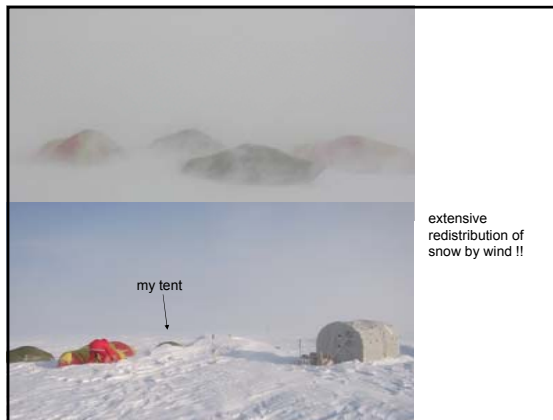 extensive
redistribution of
snow by wind !!
my tent